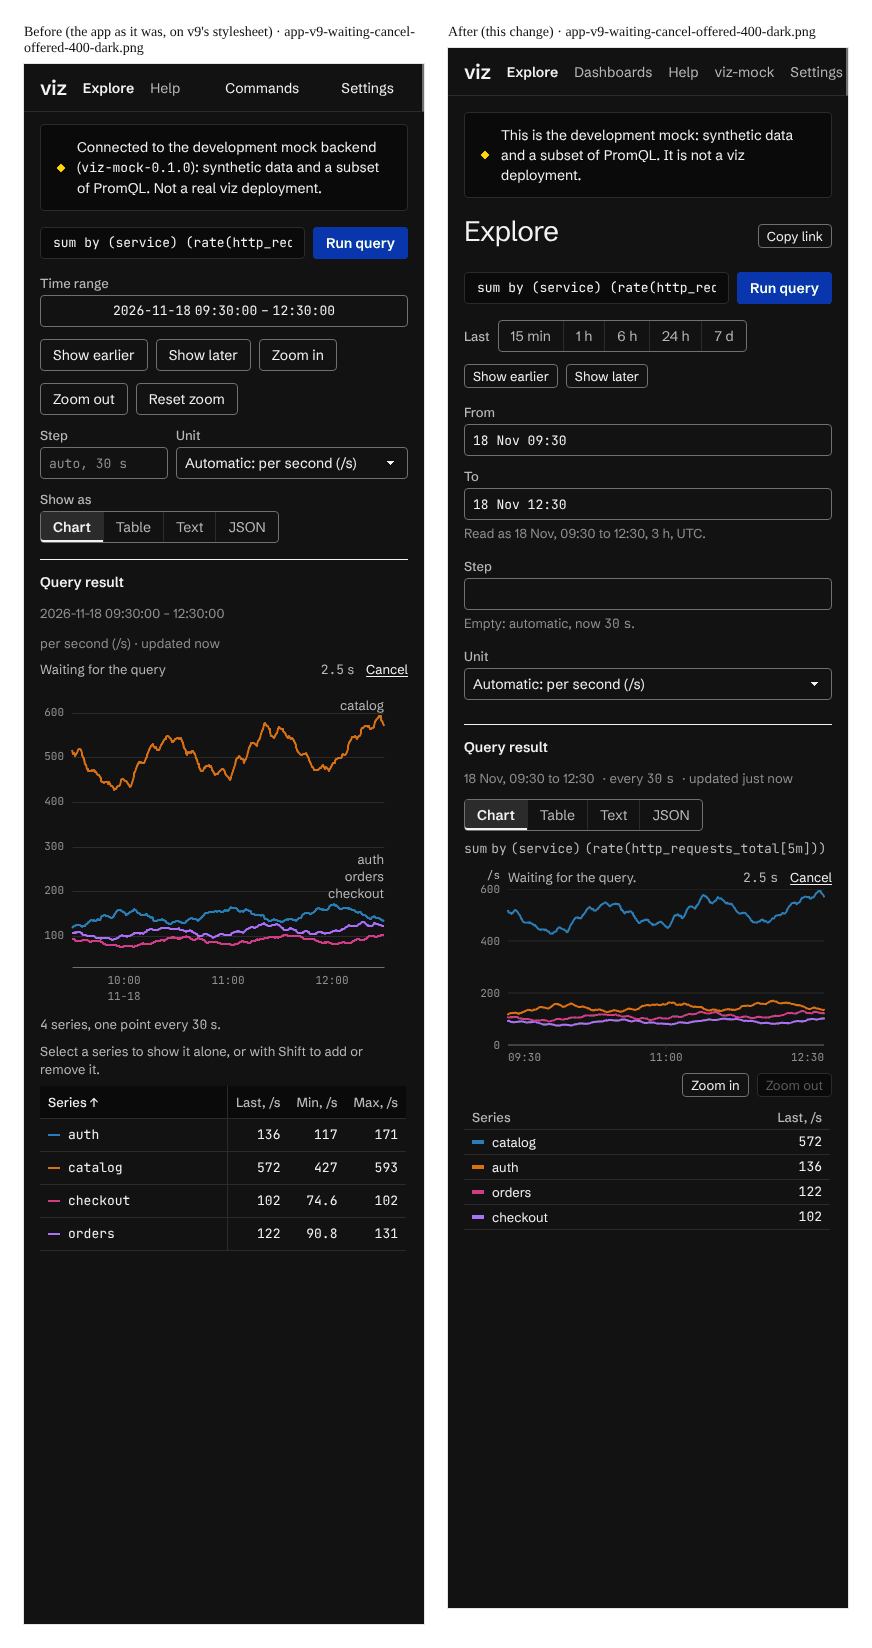 Before (the app as it was, on v9's stylesheet) · app-v9-waiting-cancel-
offered-400-dark.png
viz Explore Help Commands Settings
Connected to the development mock backend
(viz-mock-0.1.0): synthetic data and a subset
of PromQL. Not a real viz deployment.
sum by (service) (rate(http_req Run query
Time range
2026-11-18 09:30:00 – 12:30:00
Show earlier Show later Zoom in
Zoom out Reset zoom
Step Unit
auto, 30 s Automatic: per second (/s)
Show as
Chart Table Text JSON
Query result
2026-11-18 09:30:00 – 12:30:00
per second (/s) · updated now
Waiting for the query 2.5 s Cancel
catalog
600
500
400
300
auth
orders
200
checkout
100
10:00 11:00 12:00
11-18
4 series, one point every 30 s.
Select a series to show it alone, or with Shift to add or
remove it.
Series ↑ Last, /s Min, /s Max, /s
auth 136 117 171
catalog 572 427 593
checkout 102 74.6 102
orders 122 90.8 131
After (this change) · app-v9-waiting-cancel-offered-400-dark.png
viz Explore Dashboards Help viz-mock Settings
This is the development mock: synthetic data
and a subset of PromQL. It is not a viz
deployment.
Explore Copy link
sum by (service) (rate(http_req Run query
Last 15 min 1 h 6 h 24 h 7 d
Show earlier Show later
From
18 Nov 09:30
To
18 Nov 12:30
Read as 18 Nov, 09:30 to 12:30, 3 h, UTC.
Step
Empty: automatic, now 30 s.
Unit
Automatic: per second (/s)
Query result
18 Nov, 09:30 to 12:30 · every 30 s · updated just now
Chart Table Text JSON
sum by (service) (rate(http_requests_total[5m]))
/s Waiting for the query. 2.5 s Cancel
600
400
200
0
09:30 11:00 12:30
Zoom in Zoom out
Series Last, /s
catalog 572
auth 136
orders 122
checkout 102